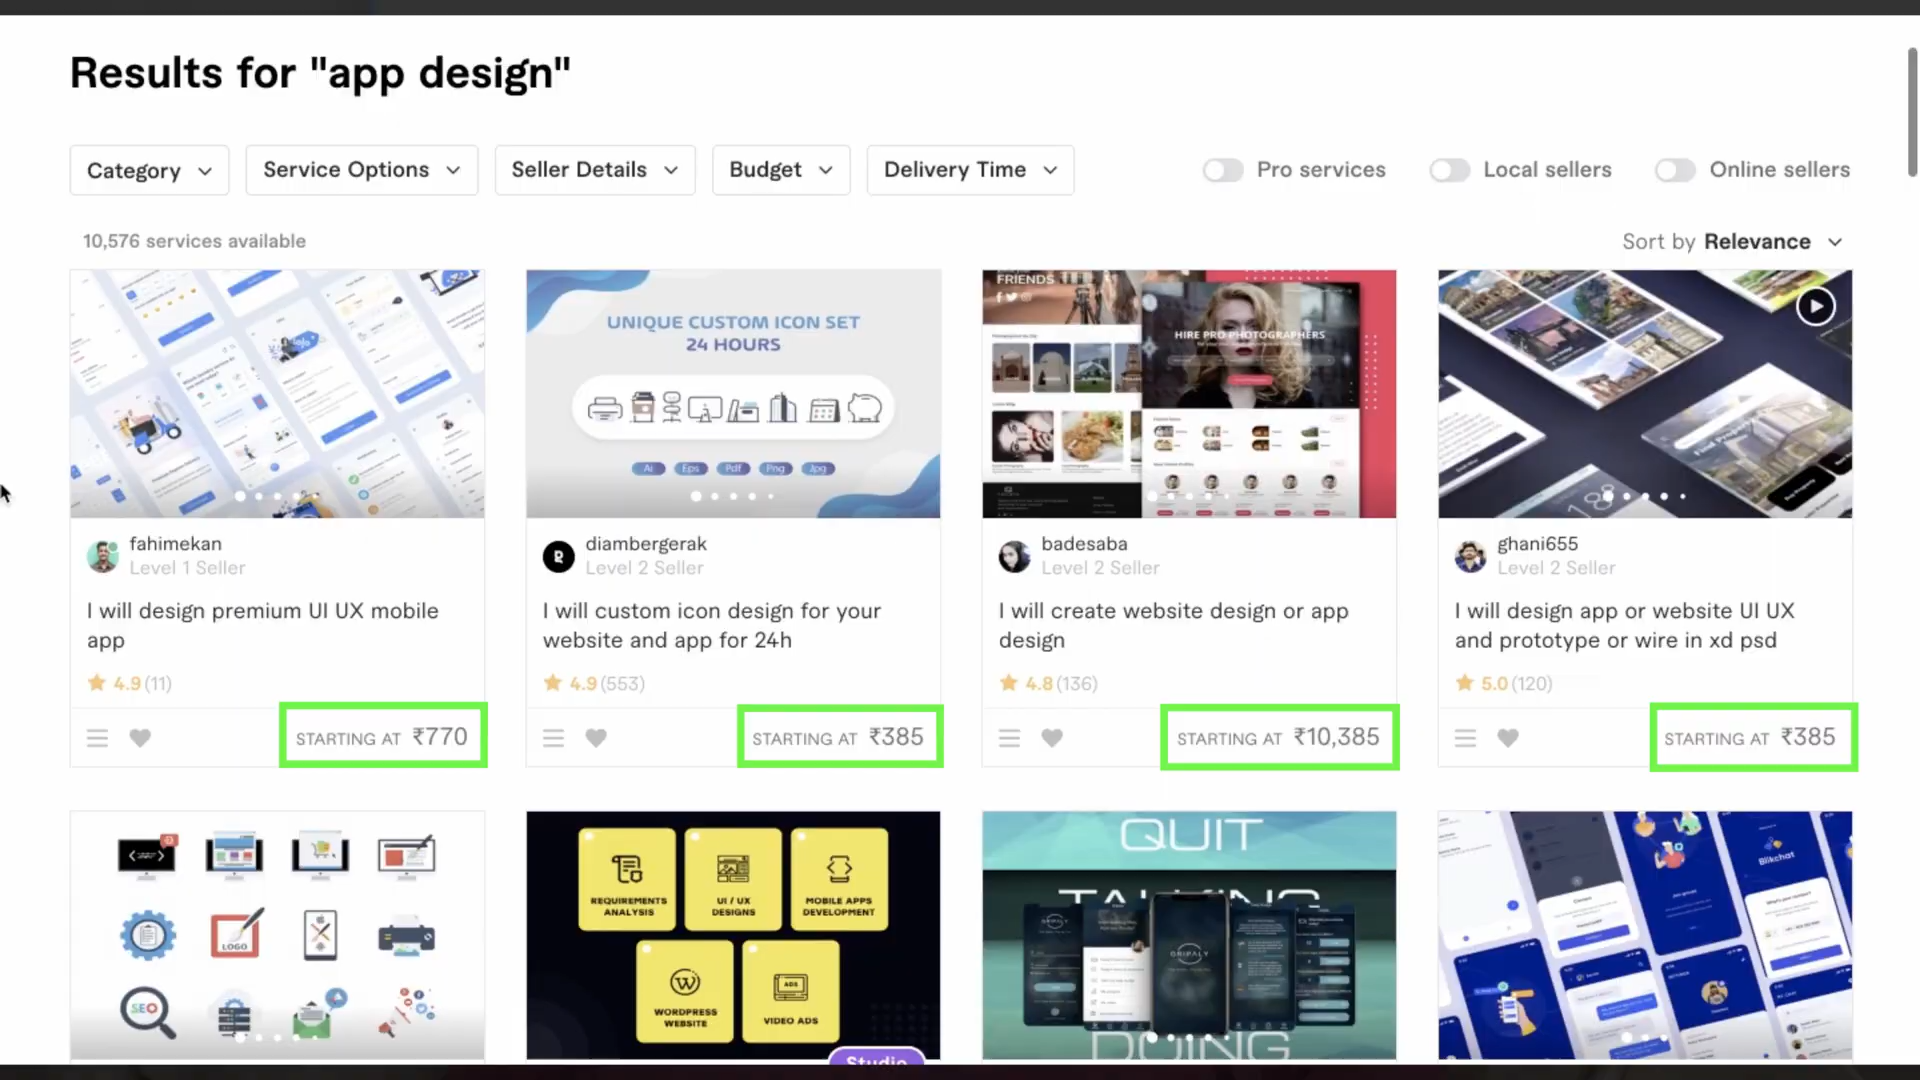 Results for "app design"
Category
Service Options
Seller Details
Budget
Delivery Time
Pro services
Local sellers
Online sellers
10,576 services available
Sort by Relevance
UNIQUE CUSTOM ICON SET
24 HOURS
Ai
Eps
Pdf
Png
Jpg
FRIENDS
HIRE PRO PHOTOGRAPHERS
fahimekan
Level 1 Seller
I will design premium UI UX mobile
app
4.9 (11)
STARTING AT ₹770
diambergerak
Level 2 Seller
I will custom icon design for your
website and app for 24h
4.9 (553)
STARTING AT ₹385
badesaba
Level 2 Seller
I will create website design or app
design
4.8 (136)
STARTING AT ₹10,385
ghani655
Level 2 Seller
I will design app or website UI UX
and prototype or wire in xd psd
5.0 (120)
STARTING AT ₹385
LOGO
SEO
REQUIREMENTS
ANALYSIS
UI / UX
DESIGNS
MOBILE APPS
DEVELOPMENT
WORDPRESS
WEBSITE
ADS
VIDEO ADS
Studio
QUIT
TALKING
GRIPALY
DOING
Blikchat